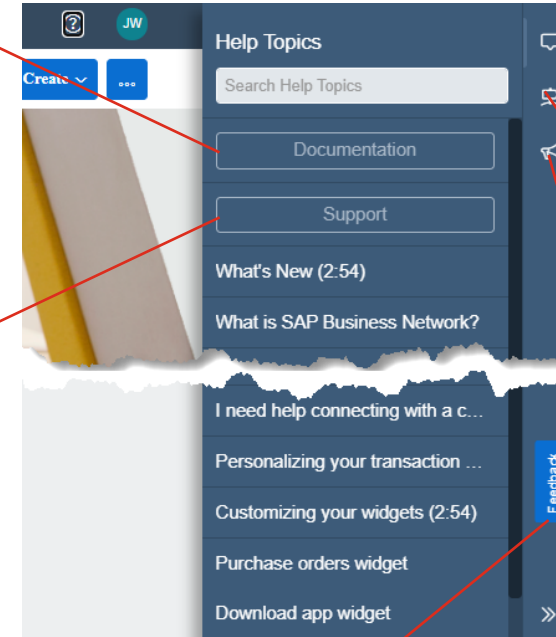 ?
JW
Create
...
Help Topics
Search Help Topics
Documentation
Support
What's New (2:54)
What is SAP Business Network?
I need help connecting with a c...
Personalizing your transaction ...
Customizing your widgets (2:54)
Purchase orders widget
Download app widget
Feedback